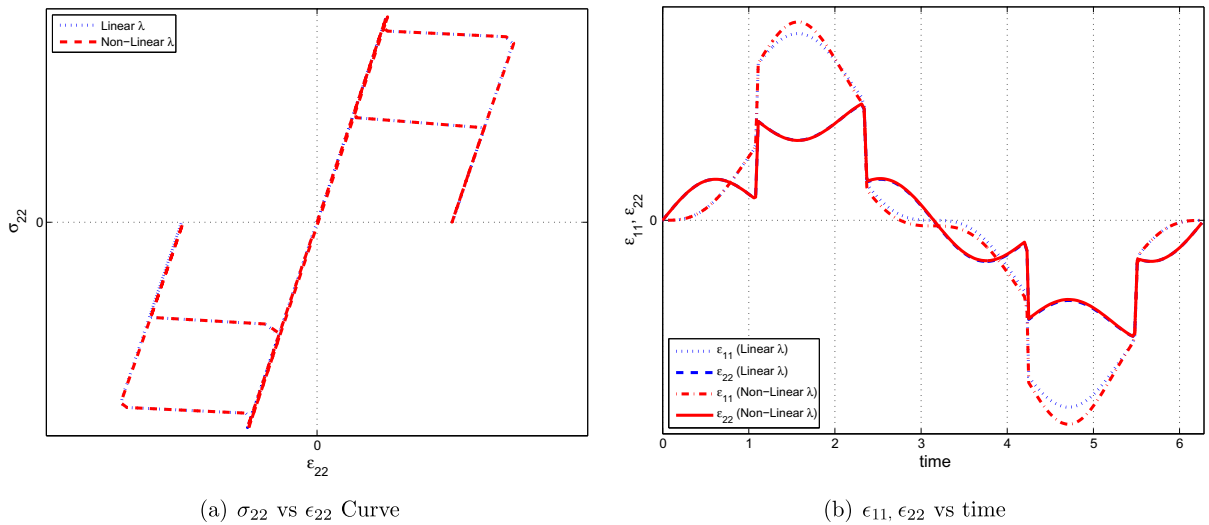 Linear λ
Non−Linear λ
σ22
0
0
ε22
(a) σ22 vs ϵ22 Curve
ε11, ε22
0
ε11 (Linear λ)
ε22 (Linear λ)
ε11 (Non−Linear λ)
ε22 (Non−Linear λ)
0 1 2 3 4 5 6
time
(b) ϵ11, ϵ22 vs time